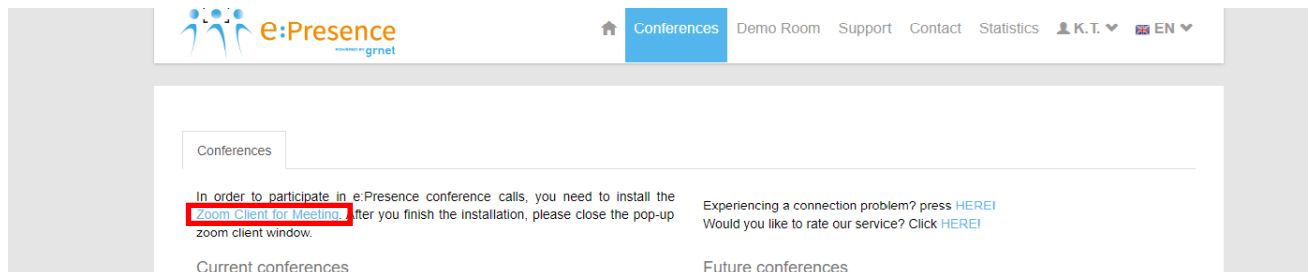 e:Presence
POWERED BY grnet
Conferences Demo Room Support Contact Statistics K.T. EN
Conferences
In order to participate in e:Presence conference calls, you need to install the
Zoom Client for Meeting. After you finish the installation, please close the pop-up
zoom client window.
Experiencing a connection problem? press HERE!
Would you like to rate our service? Click HERE!
Current conferences
Future conferences